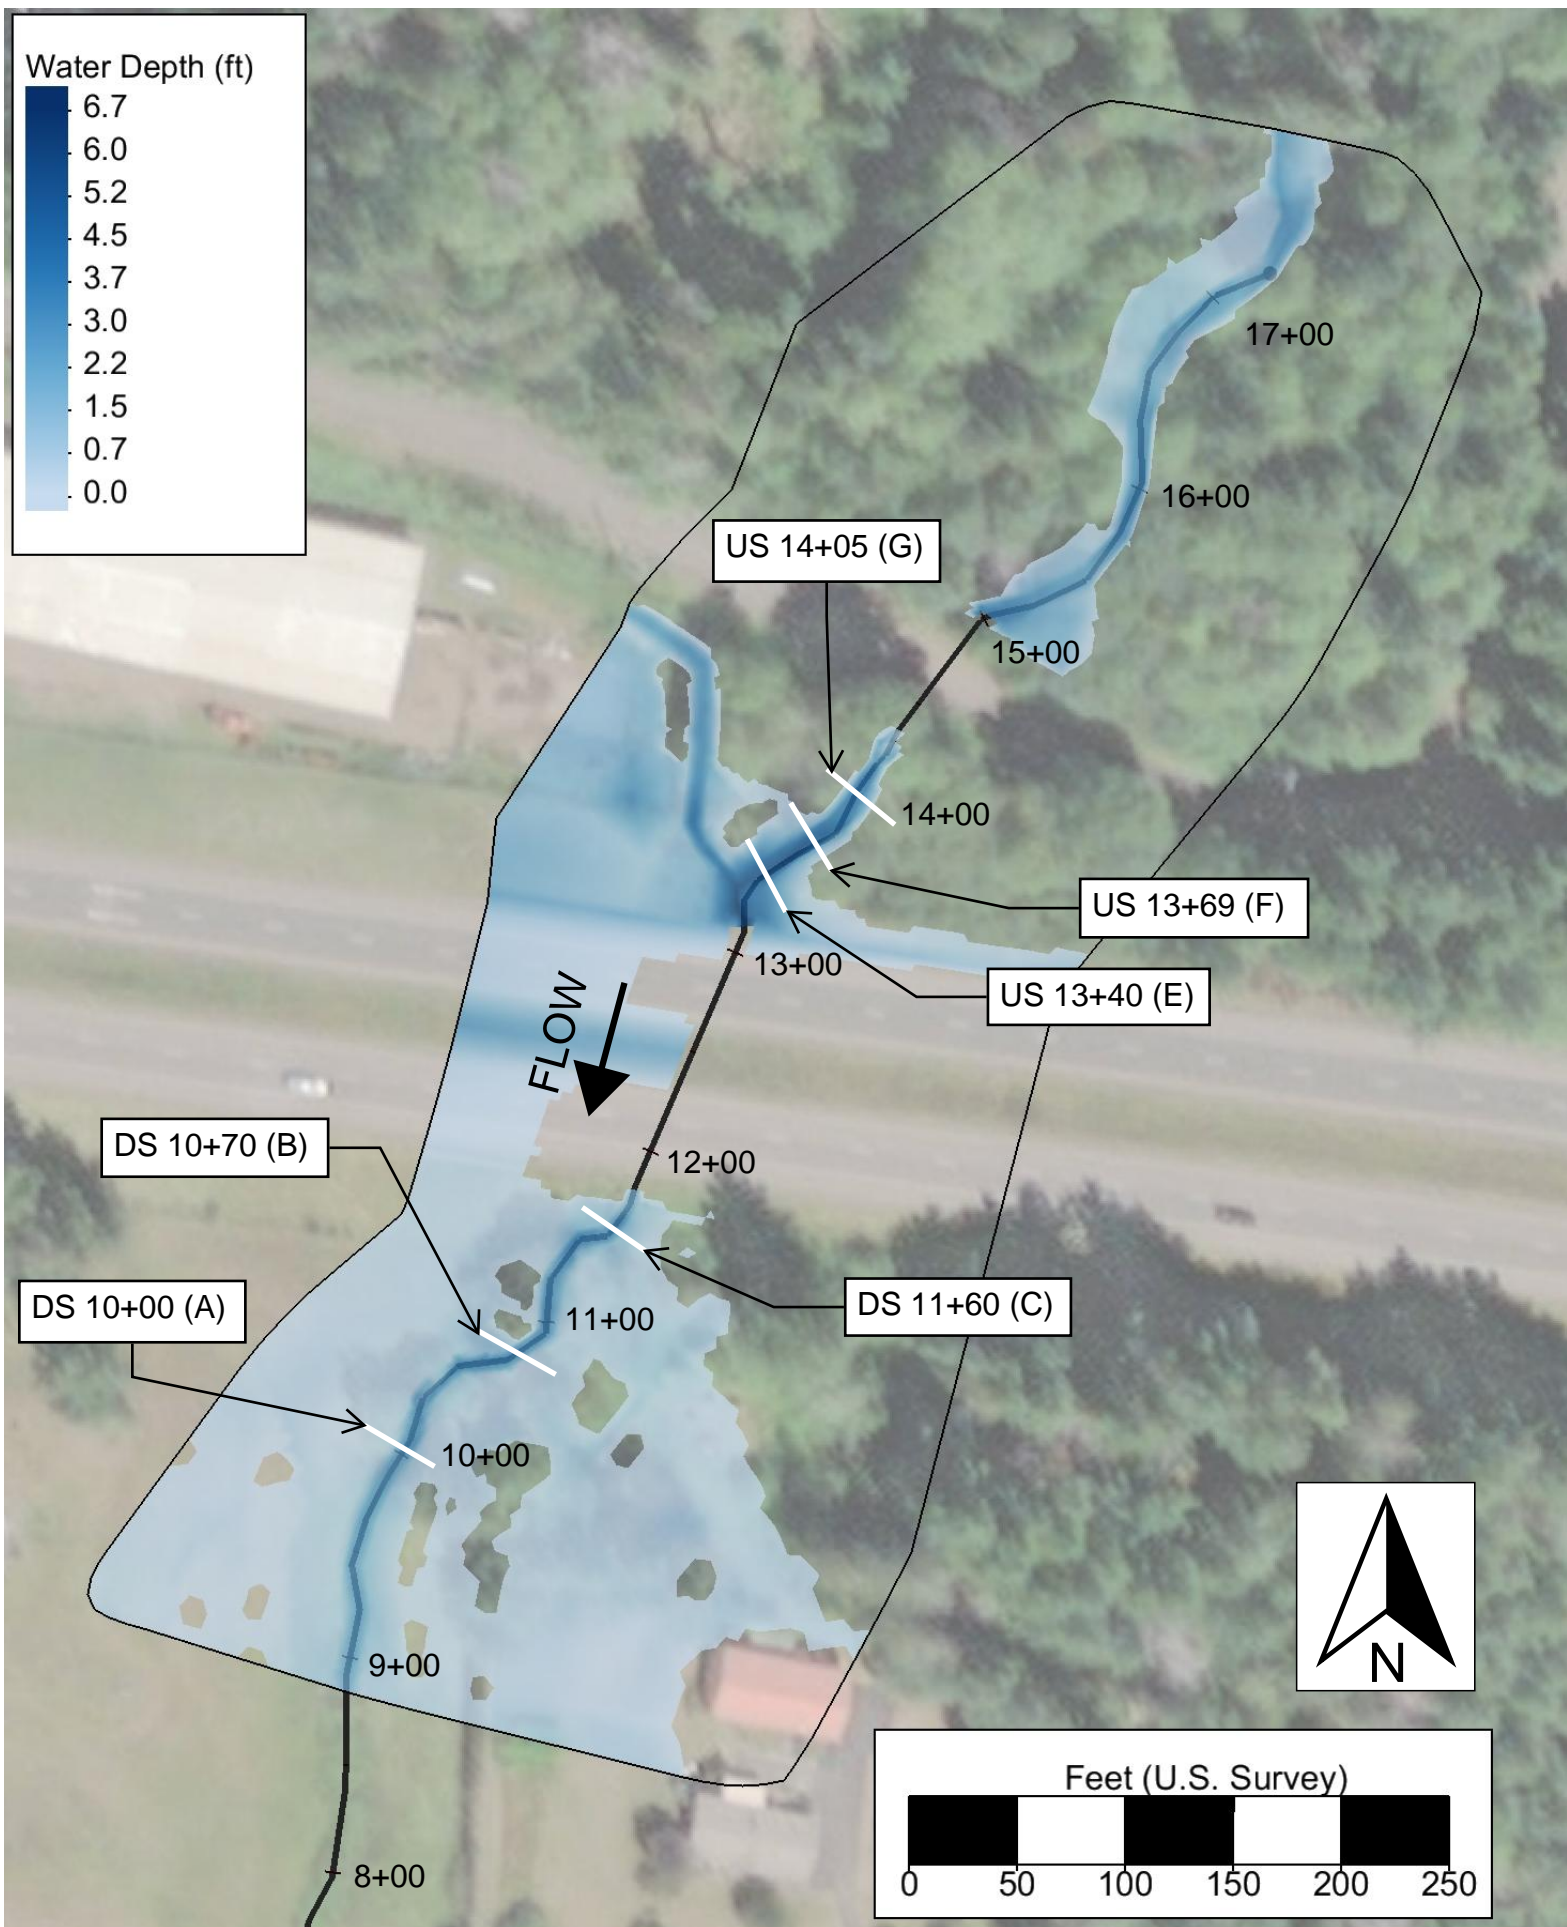 Water Depth (ft)
6.7
6.0
5.2
4.5
3.7
3.0
2.2
1.5
0.7
0.0
17+00
16+00
US 14+05 (G)
15+00
14+00
US 13+69 (F)
13+00
US 13+40 (E)
FLOW
DS 10+70 (B)
12+00
DS 10+00 (A)
DS 11+60 (C)
11+00
10+00
9+00
N
Feet (U.S. Survey)
0 50 100 150 200 250
8+00